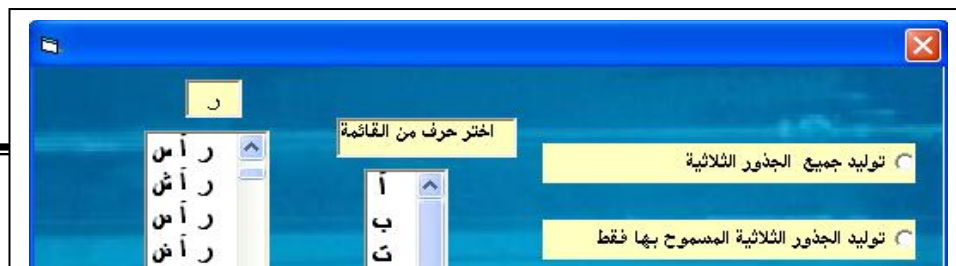 ر
اختر حرف من القائمة
توليد جميع الجذور الثلاثية
توليد الجذور الثلاثية المسموح بها فقط
أ
ب
ت
ر أ س
ر أ ش
ر أ ص
ر أ ض